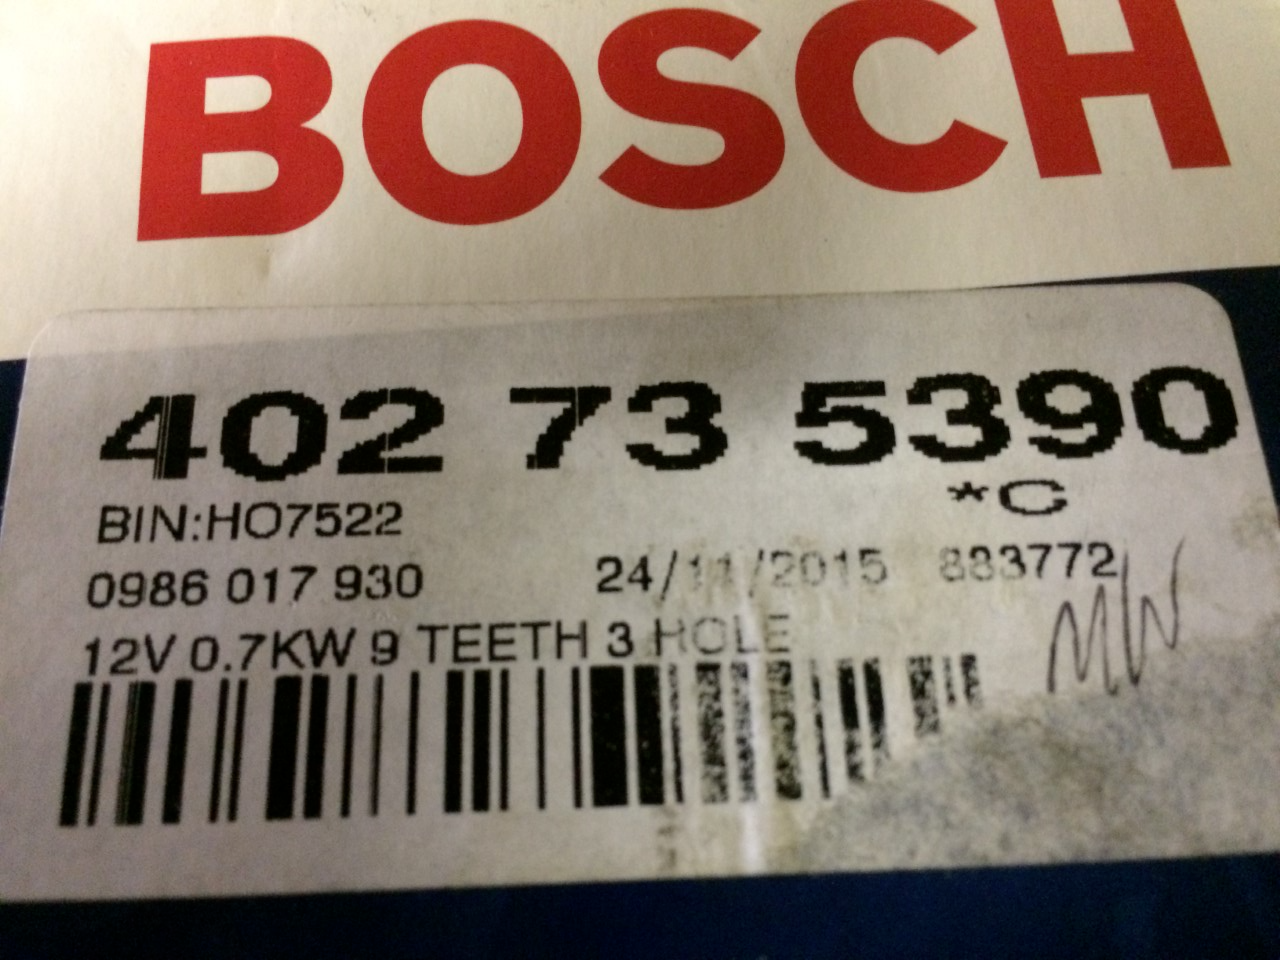 BOSCH
402 73 5390
*C
BIN:HO7522
0986 017 930 24/11/2015 883772
MW
12V 0.7KW 9 TEETH 3 HOLE